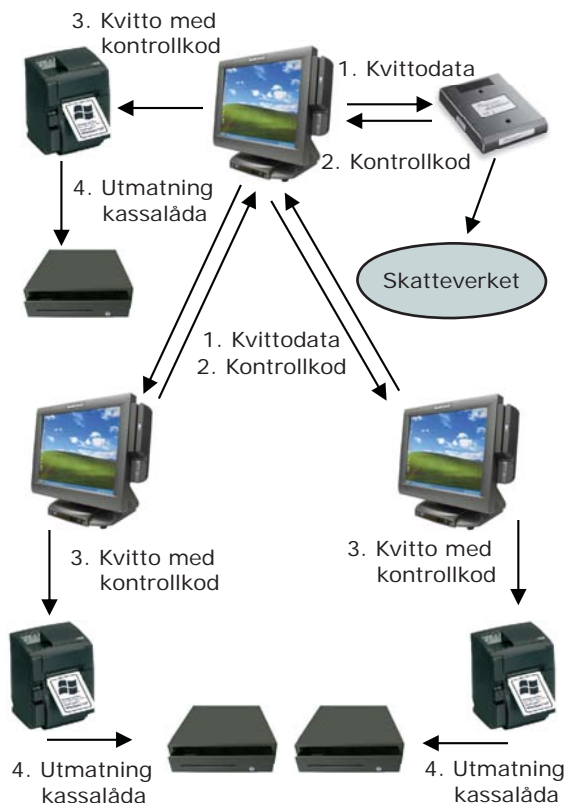 3. Kvitto med
kontrollkod
1. Kvittodata
2. Kontrollkod
4. Utmatning
kassalåda
Skatteverket
1. Kvittodata
2. Kontrollkod
3. Kvitto med
kontrollkod
3. Kvitto med
kontrollkod
4. Utmatning
kassalåda
4. Utmatning
kassalåda